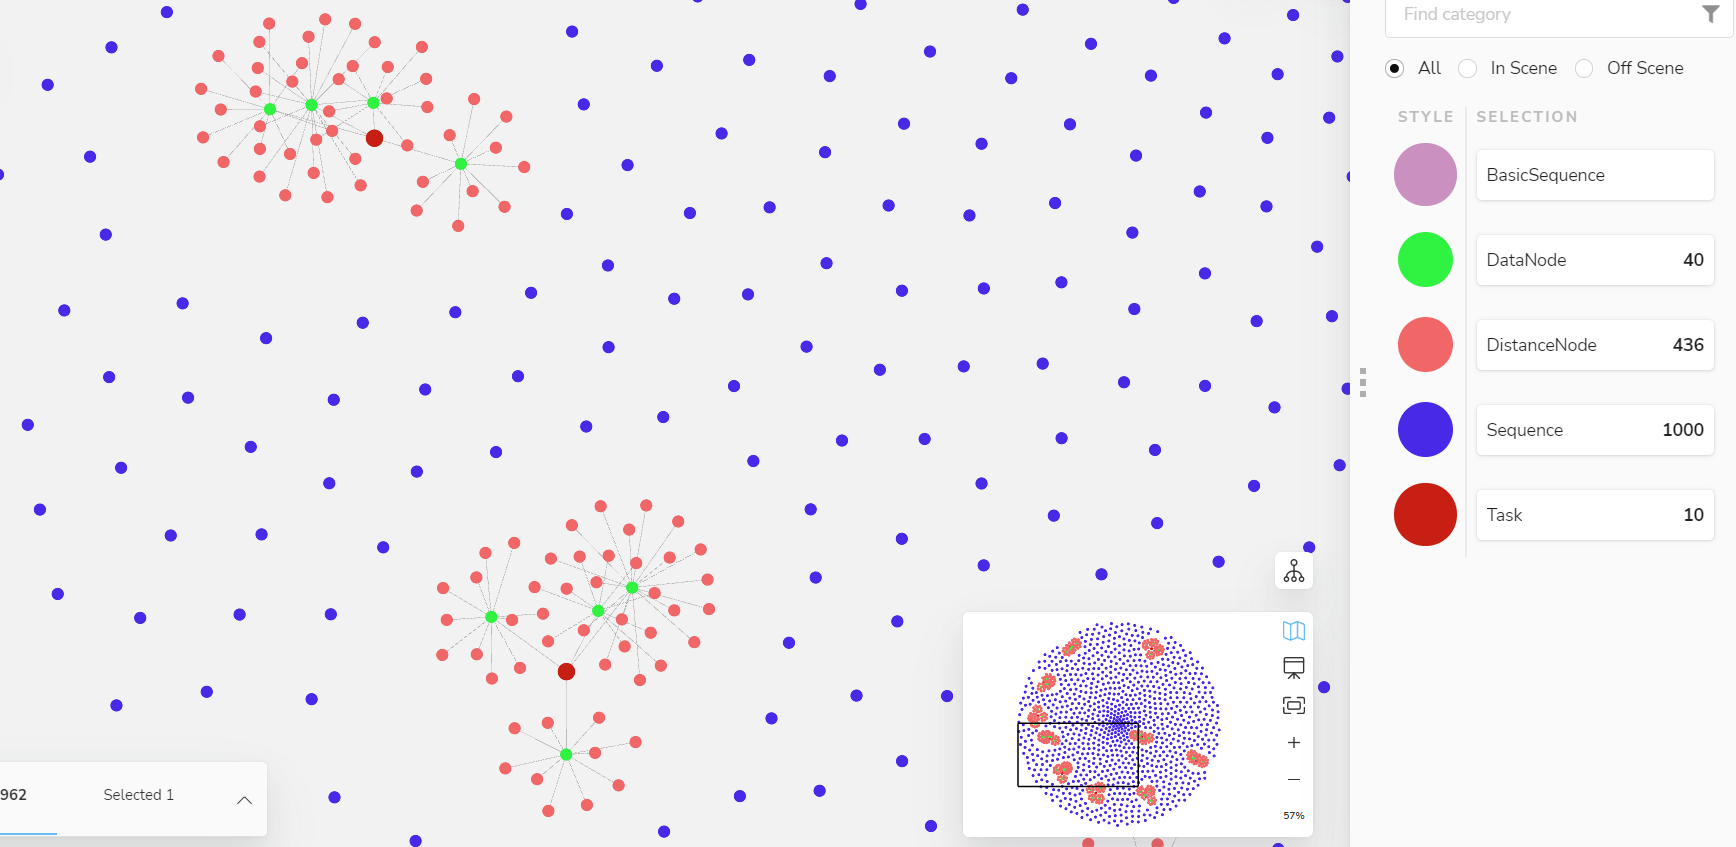 Find category
All In Scene Off Scene
STYLE SELECTION
BasicSequence
DataNode 40
DistanceNode 436
Sequence 1000
Task 10
962 Selected 1
57%